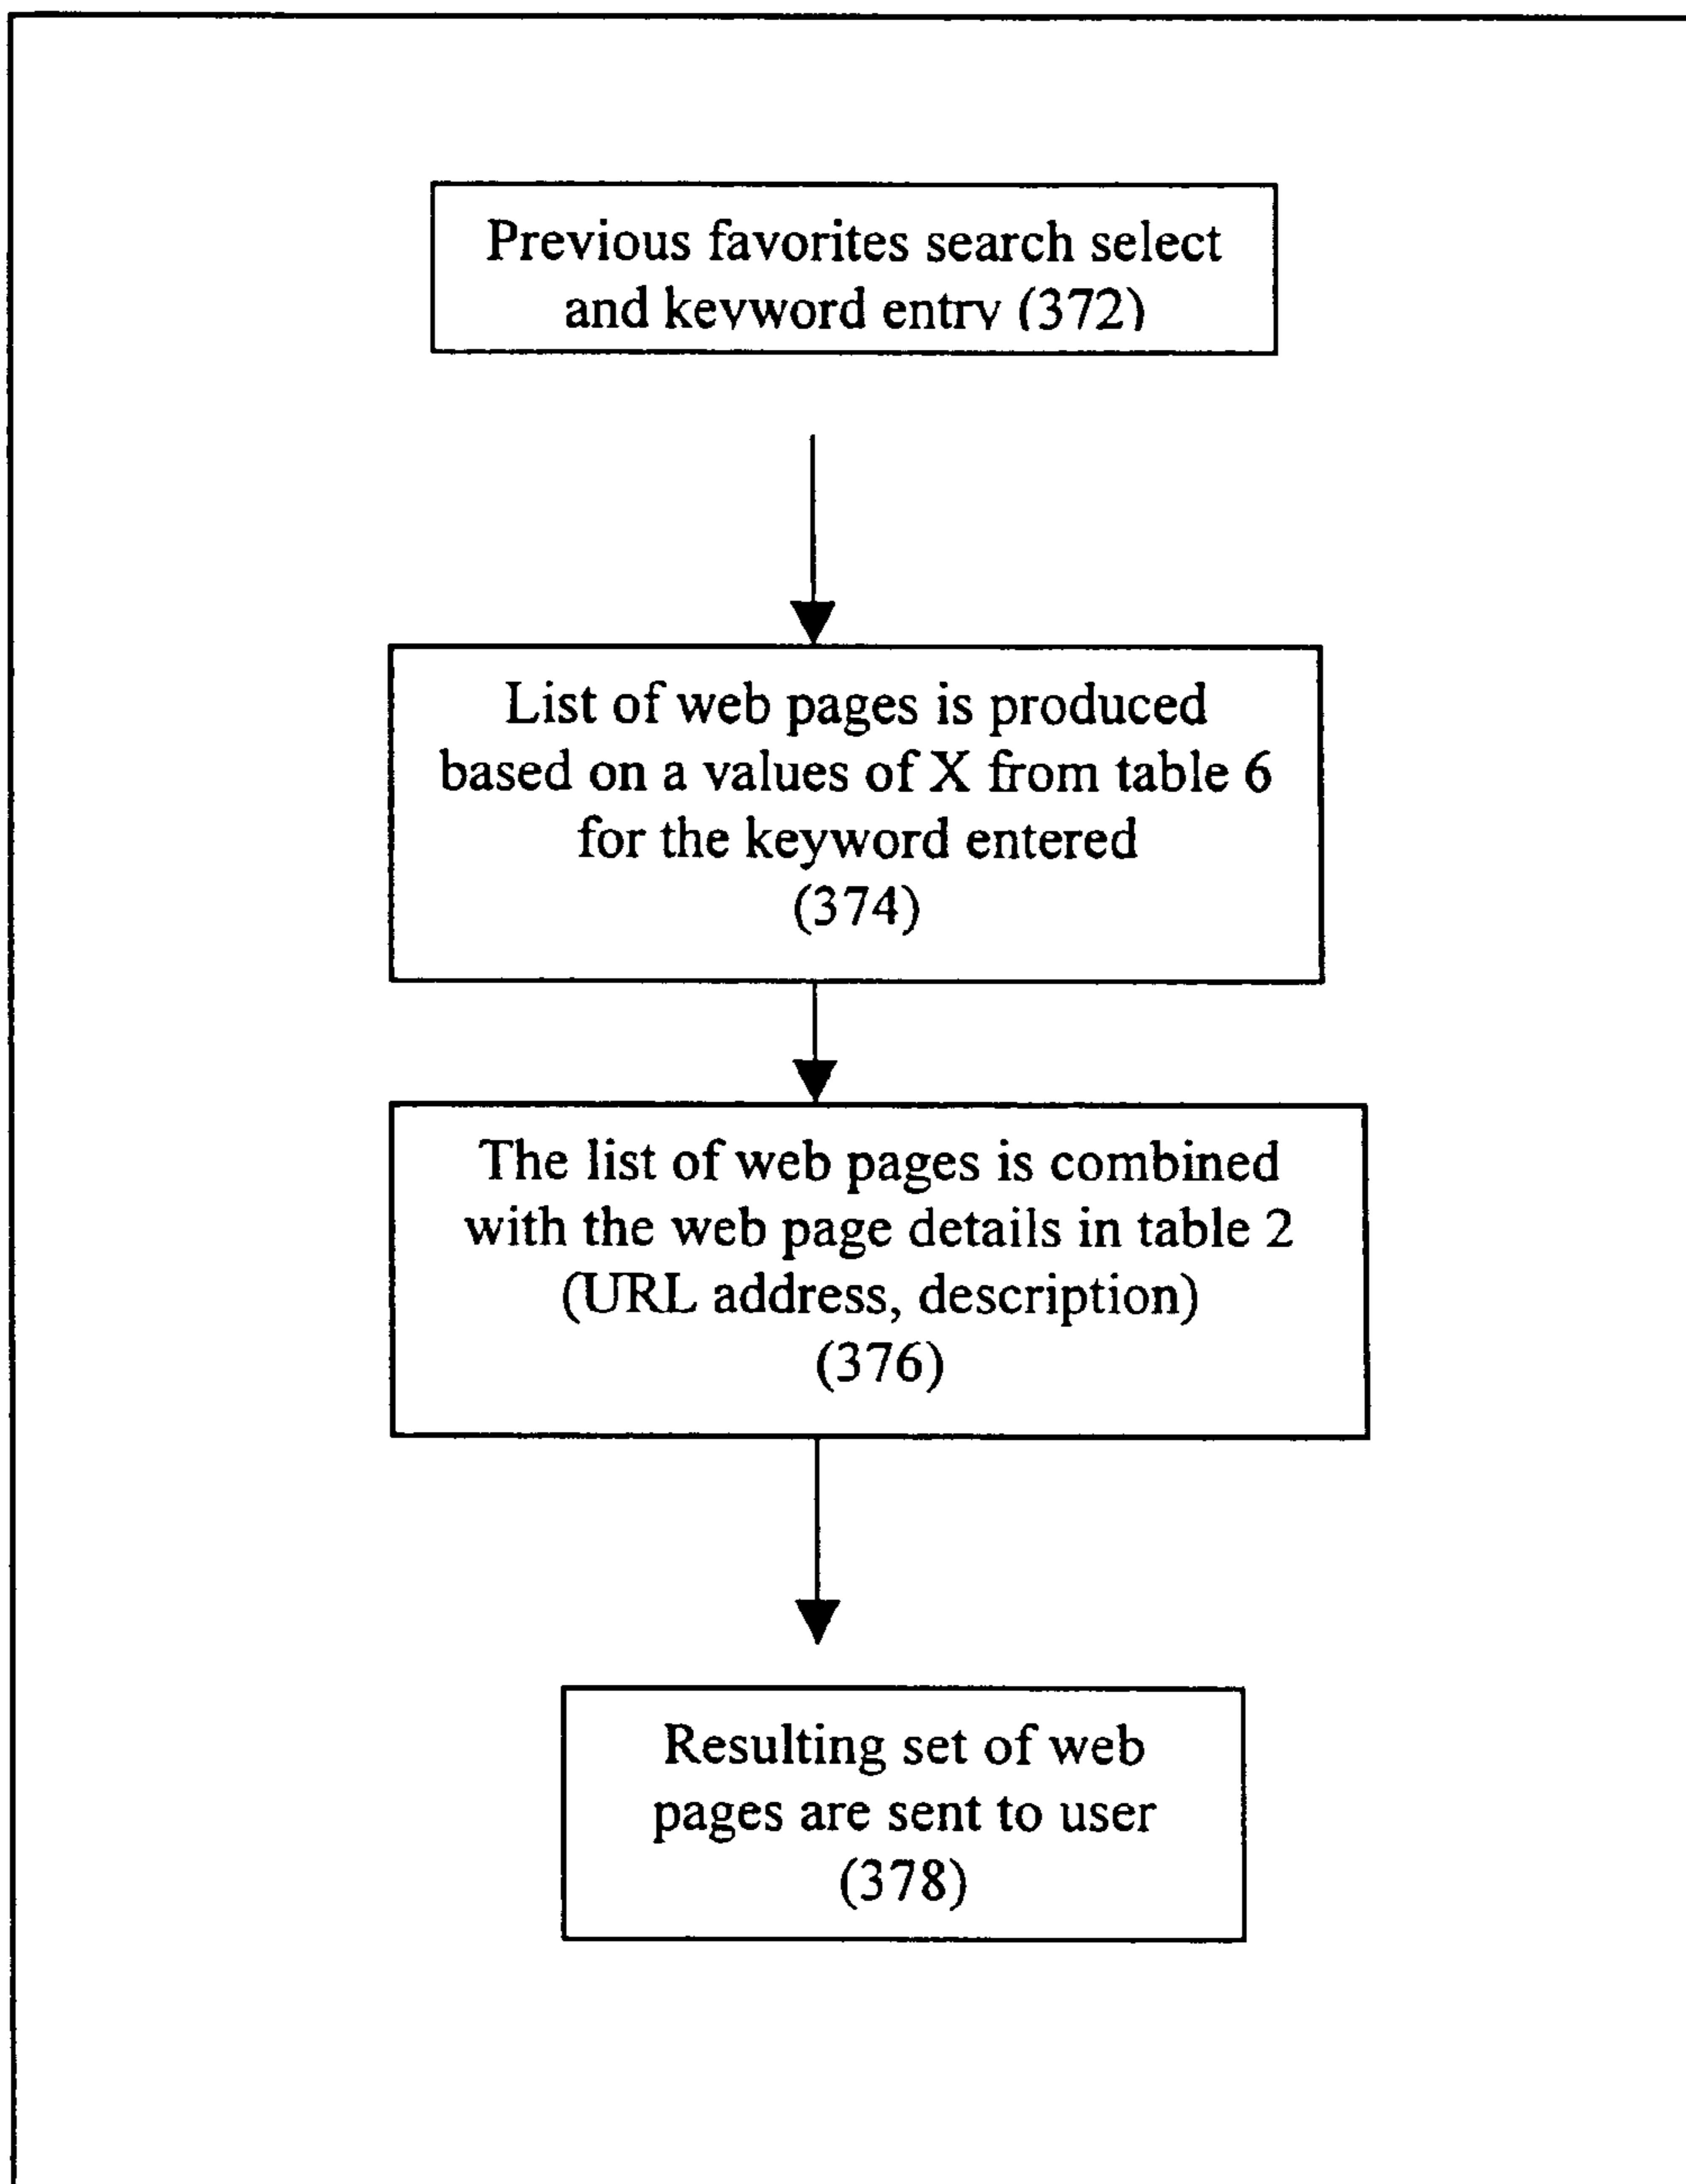 Previous favorites search select
and keyword entry (372)
List of web pages is produced
based on a values of X from table 6
for the keyword entered
(374)
The list of web pages is combined
with the web page details in table 2
(URL address, description)
(376)
Resulting set of web
pages are sent to user
(378)